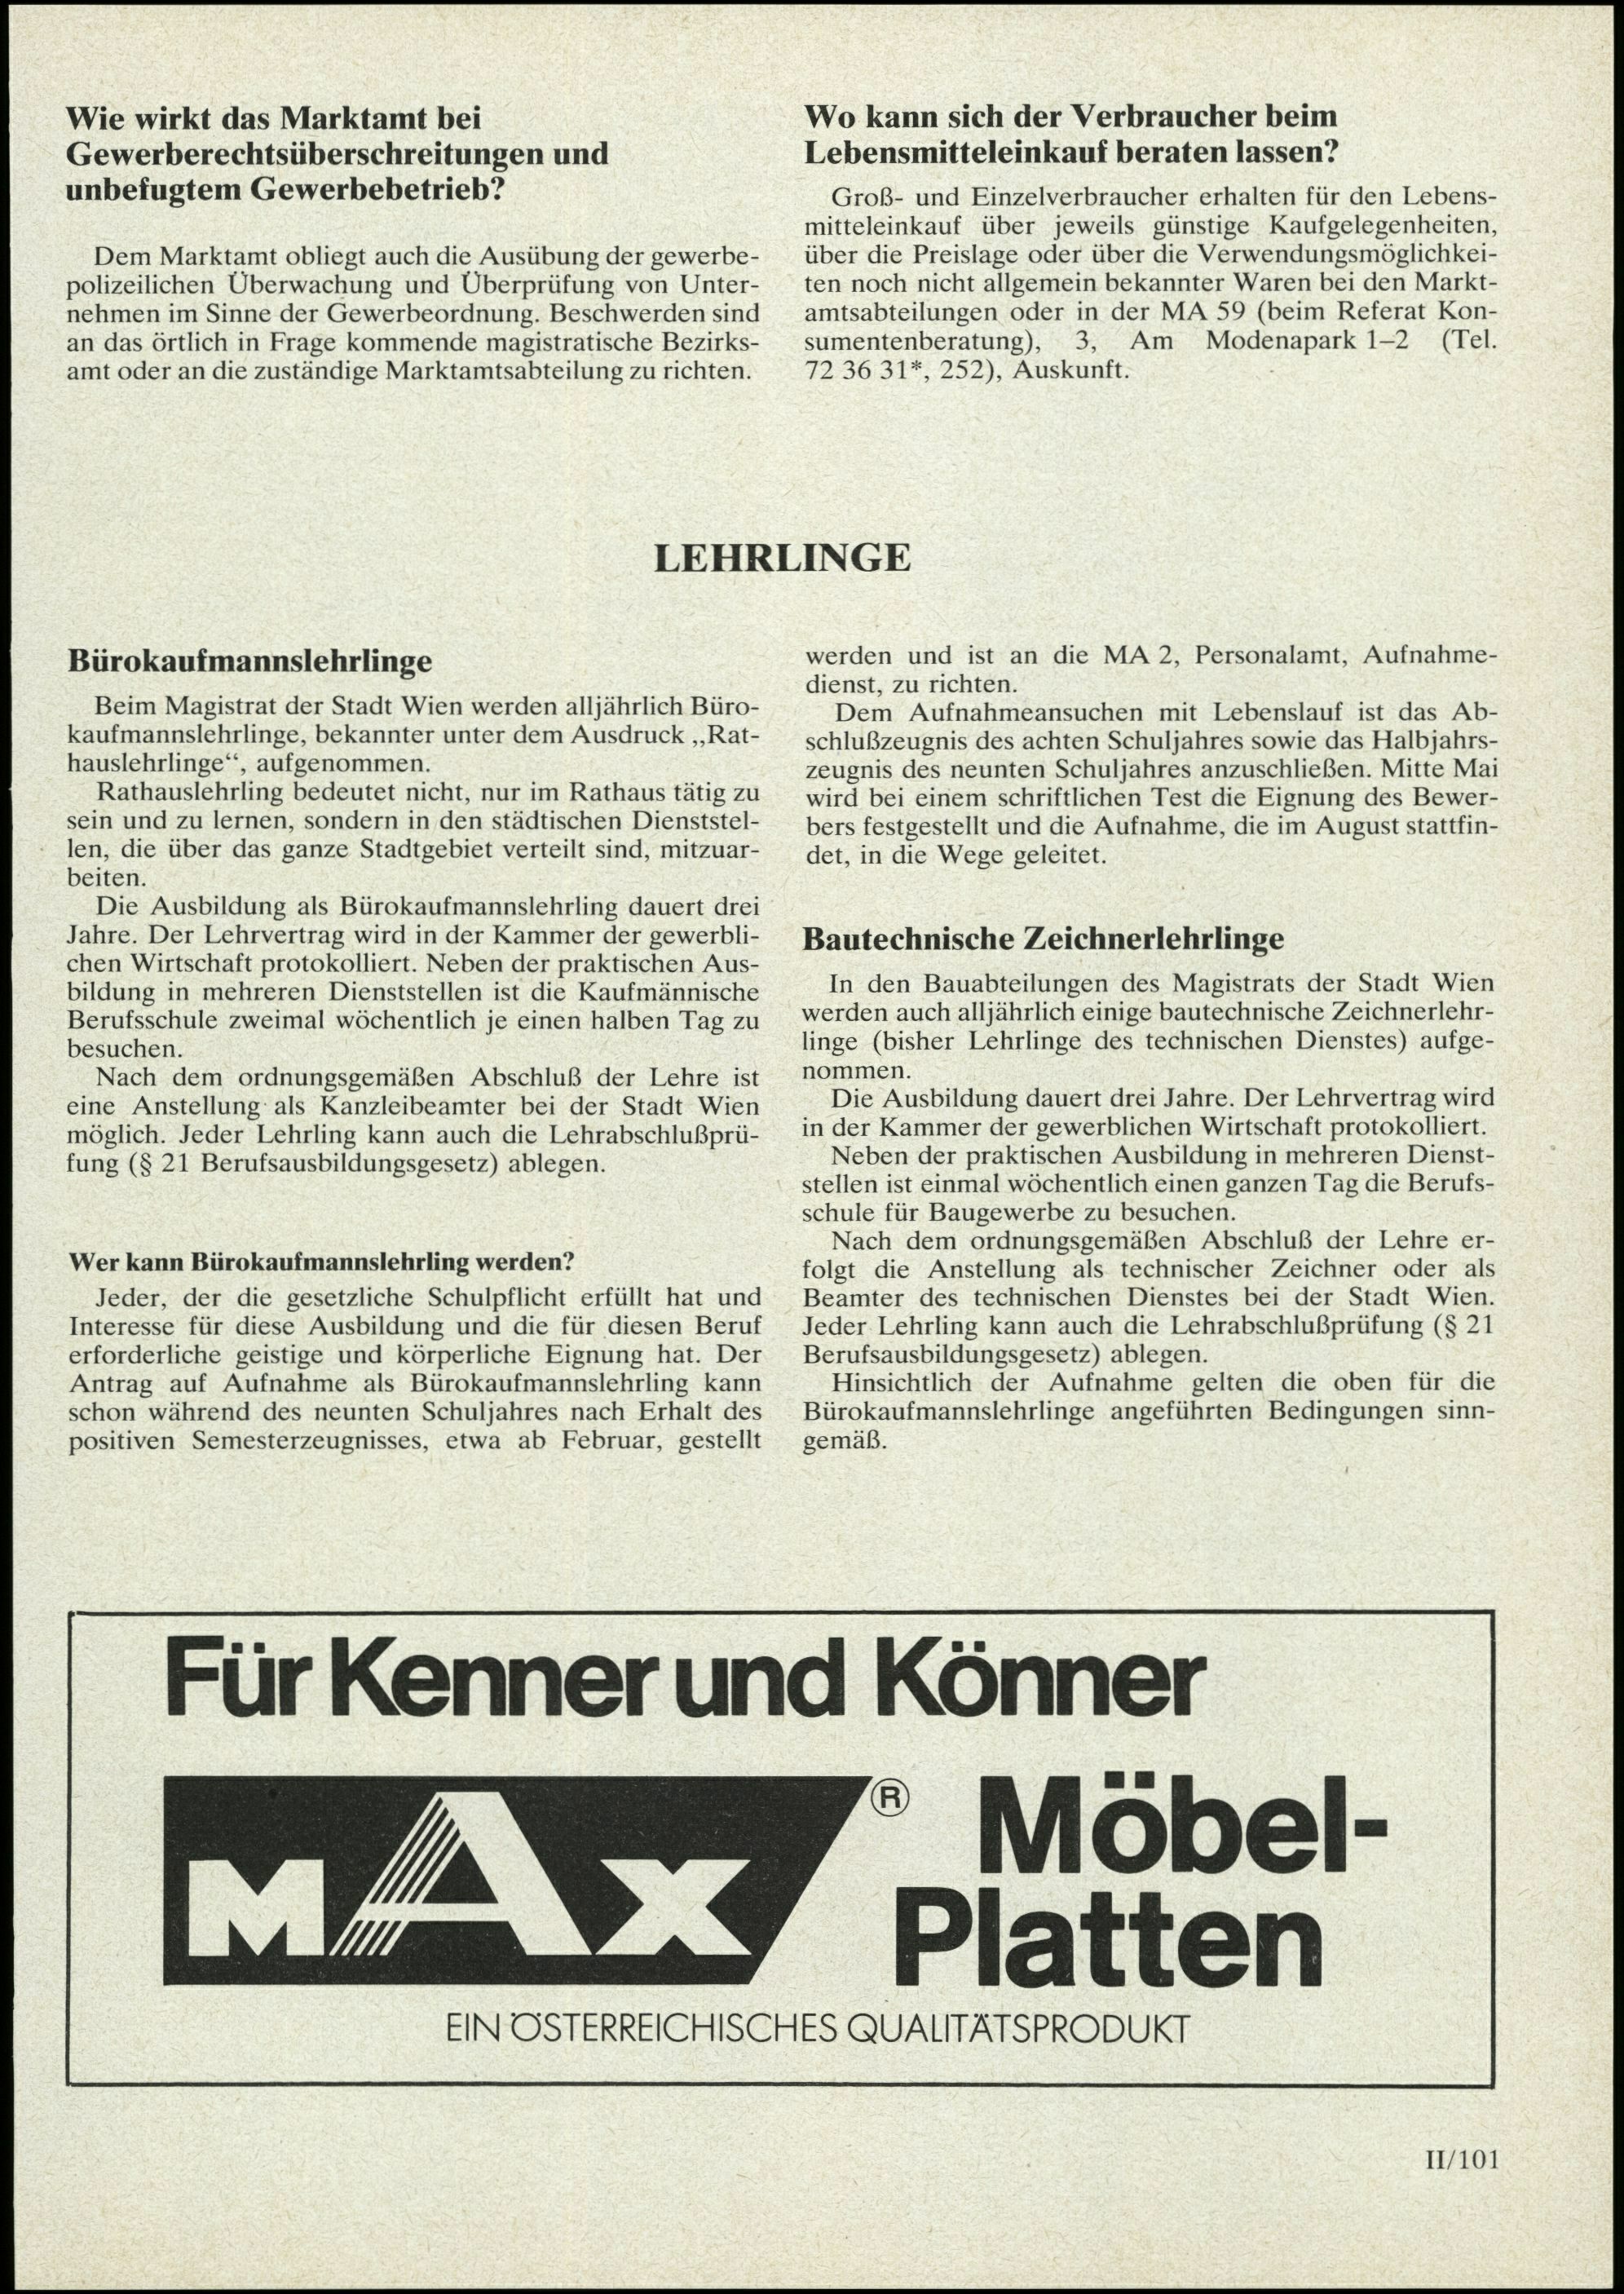 Wie wirkt das Marktamt bei
Gewerberechtsüberschreitungen und
unbefugtem Gewerbebetrieb?
Dem Marktamt obliegt auch die Ausübung der gewerbe-
polizeilichen Überwachung und Überprüfung von Unter-
nehmen im Sinne der Gewerbeordnung. Beschwerden sind
an das örtlich in Frage kommende magistratische Bezirks-
amt oder an die zuständige Marktamtsabteilung zu richten.
Wo kann sich der Verbraucher beim
Lebensmitteleinkauf beraten lassen?
Groß- und Einzelverbraucher erhalten für den Lebens-
mitteleinkauf über jeweils günstige Kaufgelegenheiten,
über die Preislage oder über die Verwendungsmöglichkei-
ten noch nicht allgemein bekannter Waren bei den Markt-
amtsabteilungen oder in der MA 59 (beim Referat Kon-
sumentenberatung), 3, Am Modenapark 1–2 (Tel.
72 36 31*, 252), Auskunft.
LEHRLINGE
Bürokaufmannslehrlinge
Beim Magistrat der Stadt Wien werden alljährlich Büro-
kaufmannslehrlinge, bekannter unter dem Ausdruck „Rat-
hauslehrlinge“, aufgenommen.
Rathauslehrling bedeutet nicht, nur im Rathaus tätig zu
sein und zu lernen, sondern in den städtischen Dienststel-
len, die über das ganze Stadtgebiet verteilt sind, mitzuar-
beiten.
Die Ausbildung als Bürokaufmannslehrling dauert drei
Jahre. Der Lehrvertrag wird in der Kammer der gewerbli-
chen Wirtschaft protokolliert. Neben der praktischen Aus-
bildung in mehreren Dienststellen ist die Kaufmännische
Berufsschule zweimal wöchentlich je einen halben Tag zu
besuchen.
Nach dem ordnungsgemäßen Abschluß der Lehre ist
eine Anstellung als Kanzleibeamter bei der Stadt Wien
möglich. Jeder Lehrling kann auch die Lehrabschlußprü-
fung (§ 21 Berufsausbildungsgesetz) ablegen.
Wer kann Bürokaufmannslehrling werden?
Jeder, der die gesetzliche Schulpflicht erfüllt hat und
Interesse für diese Ausbildung und die für diesen Beruf
erforderliche geistige und körperliche Eignung hat. Der
Antrag auf Aufnahme als Bürokaufmannslehrling kann
schon während des neunten Schuljahres nach Erhalt des
positiven Semesterzeugnisses, etwa ab Februar, gestellt
werden und ist an die MA 2, Personalamt, Aufnahme-
dienst, zu richten.
Dem Aufnahmeansuchen mit Lebenslauf ist das Ab-
schlußzeugnis des achten Schuljahres sowie das Halbjahrs-
zeugnis des neunten Schuljahres anzuschließen. Mitte Mai
wird bei einem schriftlichen Test die Eignung des Bewer-
bers festgestellt und die Aufnahme, die im August stattfin-
det, in die Wege geleitet.
Bautechnische Zeichnerlehrlinge
In den Bauabteilungen des Magistrats der Stadt Wien
werden auch alljährlich einige bautechnische Zeichnerlehr-
linge (bisher Lehrlinge des technischen Dienstes) aufge-
nommen.
Die Ausbildung dauert drei Jahre. Der Lehrvertrag wird
in der Kammer der gewerblichen Wirtschaft protokolliert.
Neben der praktischen Ausbildung in mehreren Dienst-
stellen ist einmal wöchentlich einen ganzen Tag die Berufs-
schule für Baugewerbe zu besuchen.
Nach dem ordnungsgemäßen Abschluß der Lehre er-
folgt die Anstellung als technischer Zeichner oder als
Beamter des technischen Dienstes bei der Stadt Wien.
Jeder Lehrling kann auch die Lehrabschlußprüfung (§ 21
Berufsausbildungsgesetz) ablegen.
Hinsichtlich der Aufnahme gelten die oben für die
Bürokaufmannslehrlinge angeführten Bedingungen sinn-
gemäß.
Für Kenner und Könner
MAX® Möbel-
Platten
EIN ÖSTERREICHISCHES QUALITÄTSPRODUKT
II/101